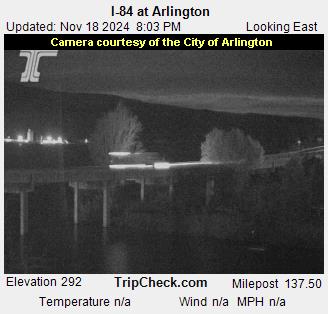 I-84 at Arlington
Updated: Nov 18 2024 8:03 PM Looking East
Camera courtesy of the City of Arlington
Elevation 292 TripCheck.com Milepost 137.50
Temperature n/a Wind n/a MPH n/a